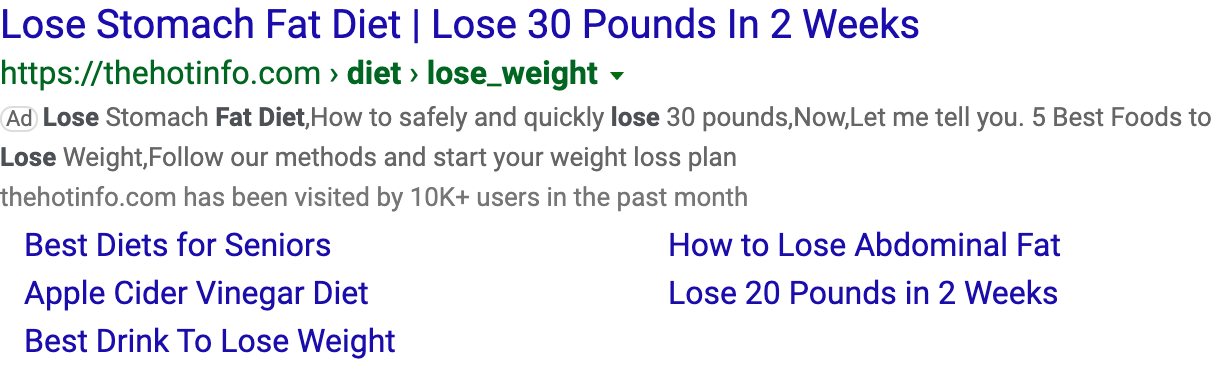 Lose Stomach Fat Diet | Lose 30 Pounds In 2 Weeks
https://thehotinfo.com › diet › lose_weight
Ad Lose Stomach Fat Diet,How to safely and quickly lose 30 pounds,Now,Let me tell you. 5 Best Foods to
Lose Weight,Follow our methods and start your weight loss plan
thehotinfo.com has been visited by 10K+ users in the past month
Best Diets for Seniors
How to Lose Abdominal Fat
Apple Cider Vinegar Diet
Lose 20 Pounds in 2 Weeks
Best Drink To Lose Weight